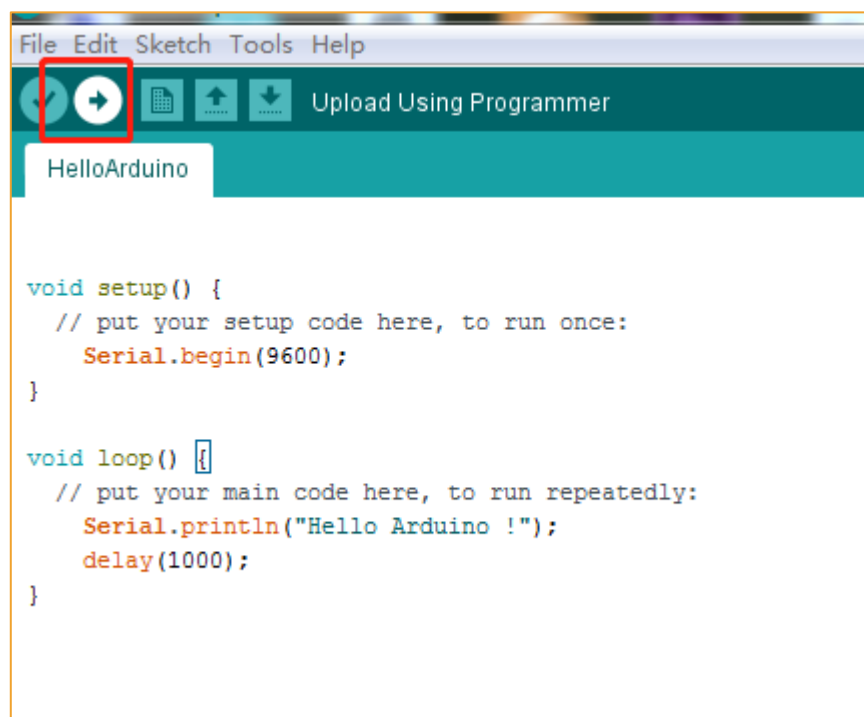 File Edit Sketch Tools Help
Upload Using Programmer
HelloArduino
void setup() {
  // put your setup code here, to run once:
    Serial.begin(9600);
}
void loop() {
  // put your main code here, to run repeatedly:
    Serial.println("Hello Arduino !");
    delay(1000);
}